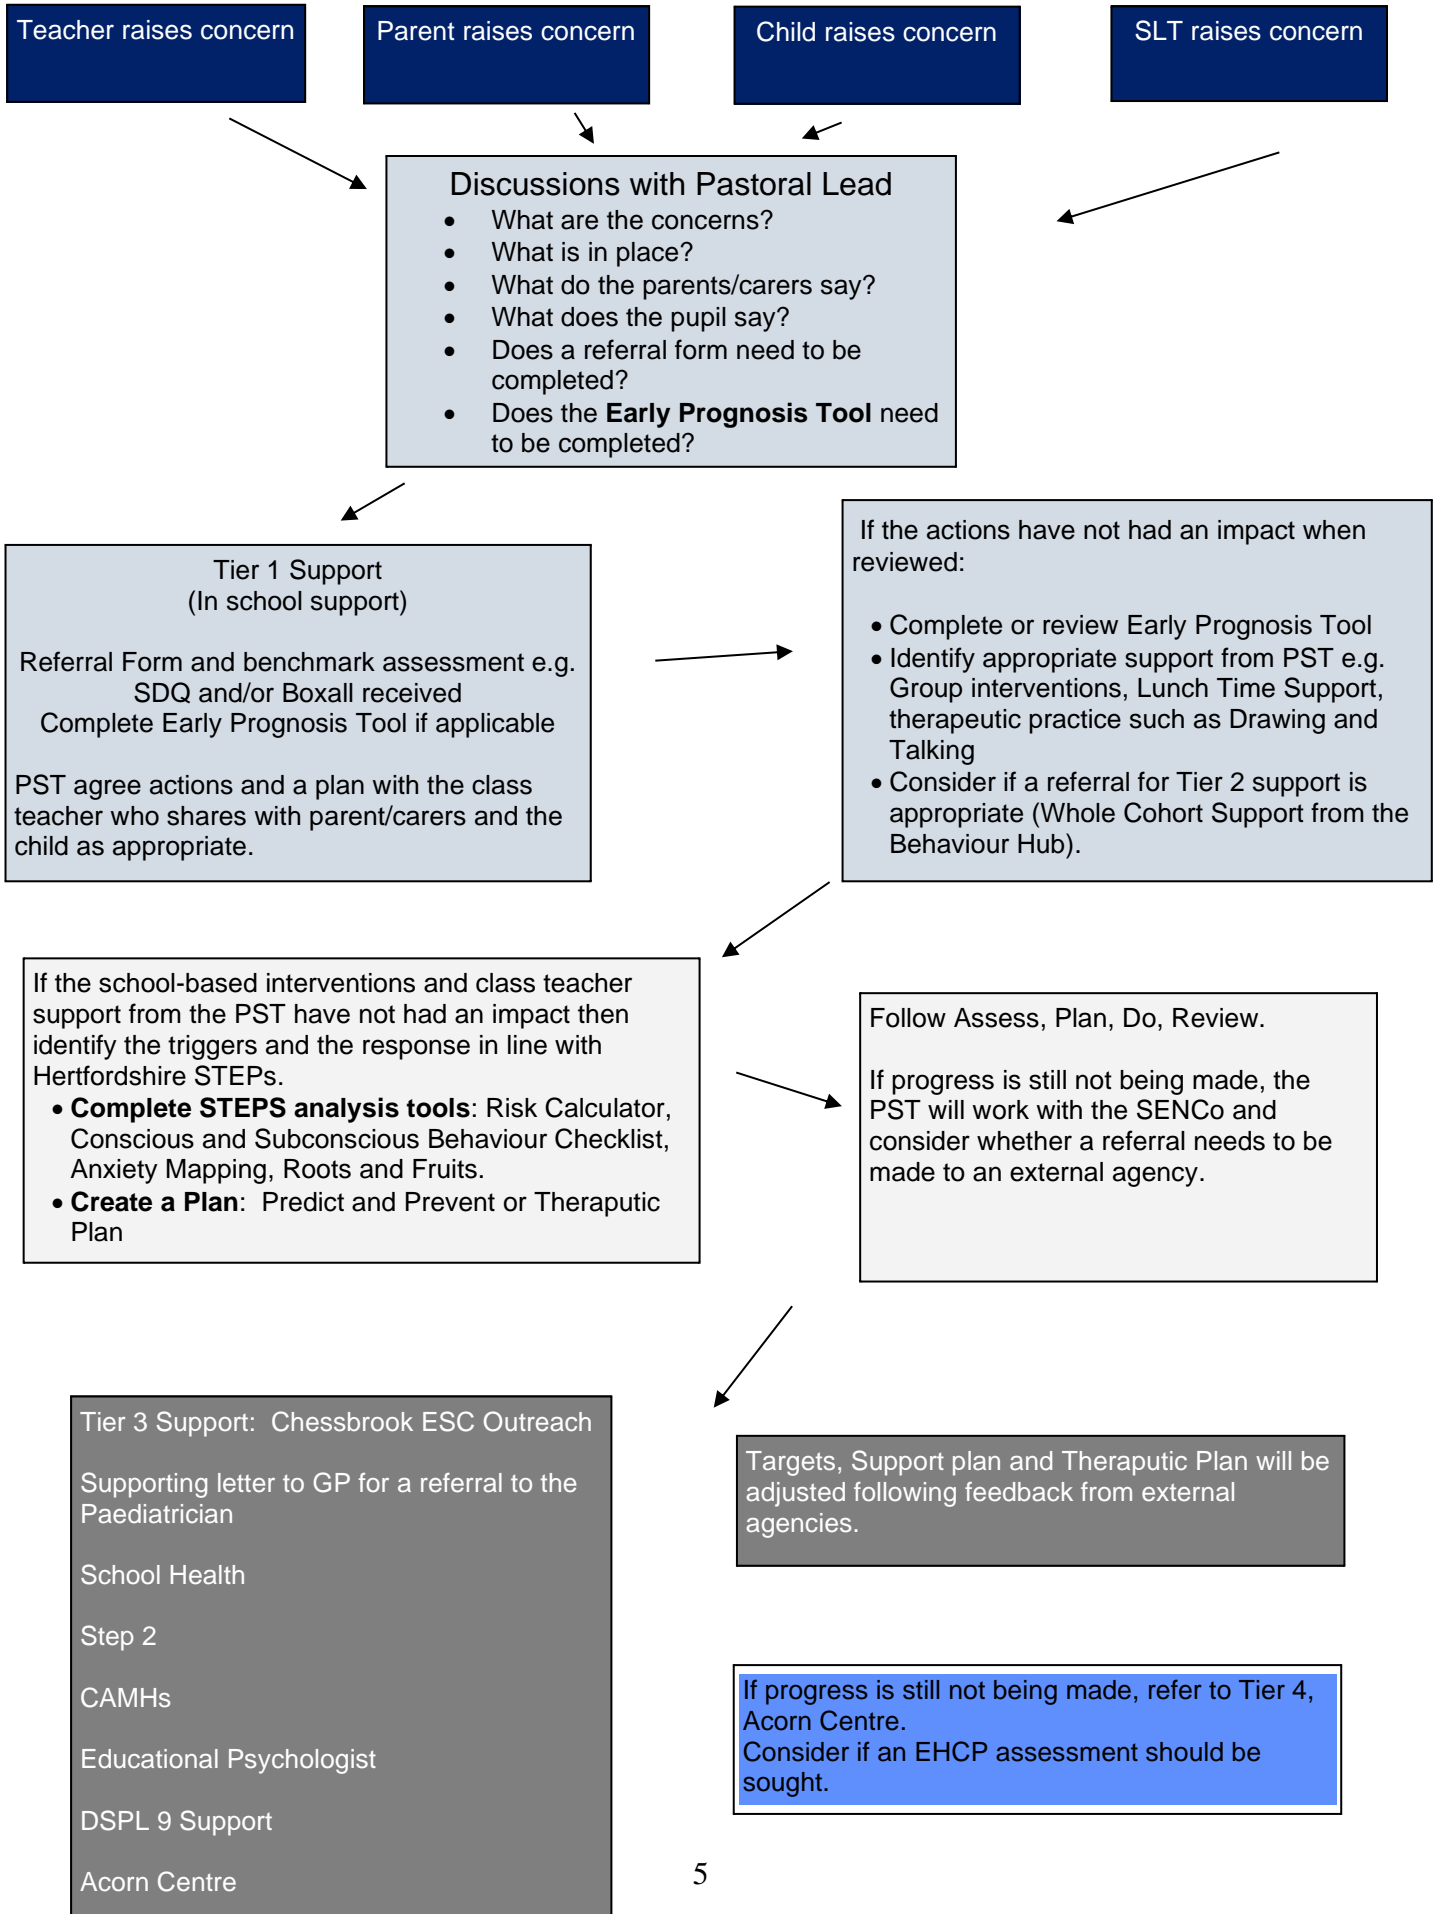 Teacher raises concern
Parent raises concern
Child raises concern
SLT raises concern
Discussions with Pastoral Lead
• What are the concerns?
• What is in place?
• What do the parents/carers say?
• What does the pupil say?
• Does a referral form need to be
completed?
• Does the Early Prognosis Tool need
to be completed?
Tier 1 Support
(In school support)
Referral Form and benchmark assessment e.g.
SDQ and/or Boxall received
Complete Early Prognosis Tool if applicable
PST agree actions and a plan with the class
teacher who shares with parent/carers and the
child as appropriate.
If the actions have not had an impact when
reviewed:
• Complete or review Early Prognosis Tool
• Identify appropriate support from PST e.g.
Group interventions, Lunch Time Support,
therapeutic practice such as Drawing and
Talking
• Consider if a referral for Tier 2 support is
appropriate (Whole Cohort Support from the
Behaviour Hub).
If the school-based interventions and class teacher
support from the PST have not had an impact then
identify the triggers and the response in line with
Hertfordshire STEPs.
• Complete STEPS analysis tools: Risk Calculator,
Conscious and Subconscious Behaviour Checklist,
Anxiety Mapping, Roots and Fruits.
• Create a Plan: Predict and Prevent or Theraputic
Plan
Follow Assess, Plan, Do, Review.
If progress is still not being made, the
PST will work with the SENCo and
consider whether a referral needs to be
made to an external agency.
Tier 3 Support: Chessbrook ESC Outreach
Supporting letter to GP for a referral to the
Paediatrician
School Health
Step 2
CAMHs
Educational Psychologist
DSPL 9 Support
Acorn Centre
Targets, Support plan and Theraputic Plan will be
adjusted following feedback from external
agencies.
If progress is still not being made, refer to Tier 4,
Acorn Centre.
Consider if an EHCP assessment should be
sought.
5